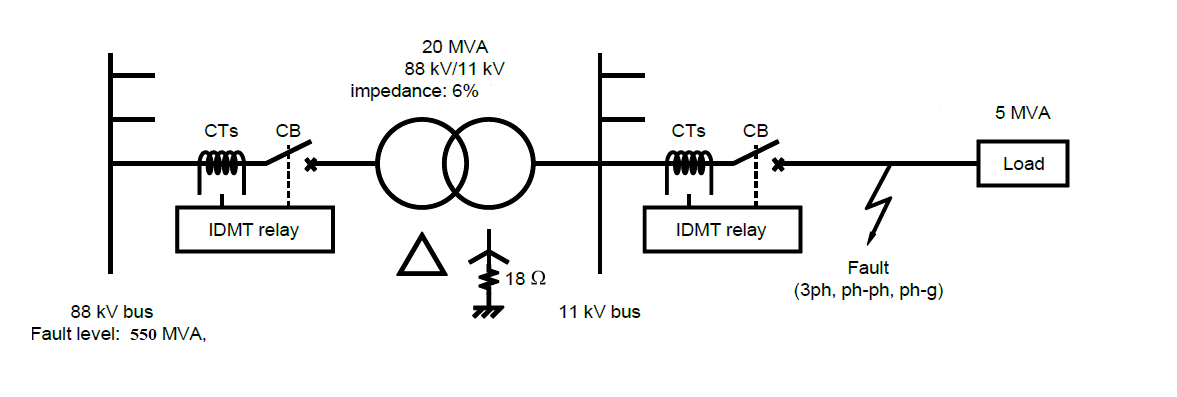 20 MVA
88 kV/11 kV
impedance: 6%
5 MVA
CTs
CB
CTs
CB
Load
IDMT relay
IDMT relay
18 Ω
Fault
(3ph, ph-ph, ph-g)
88 kV bus
11 kV bus
Fault level: 550 MVA,